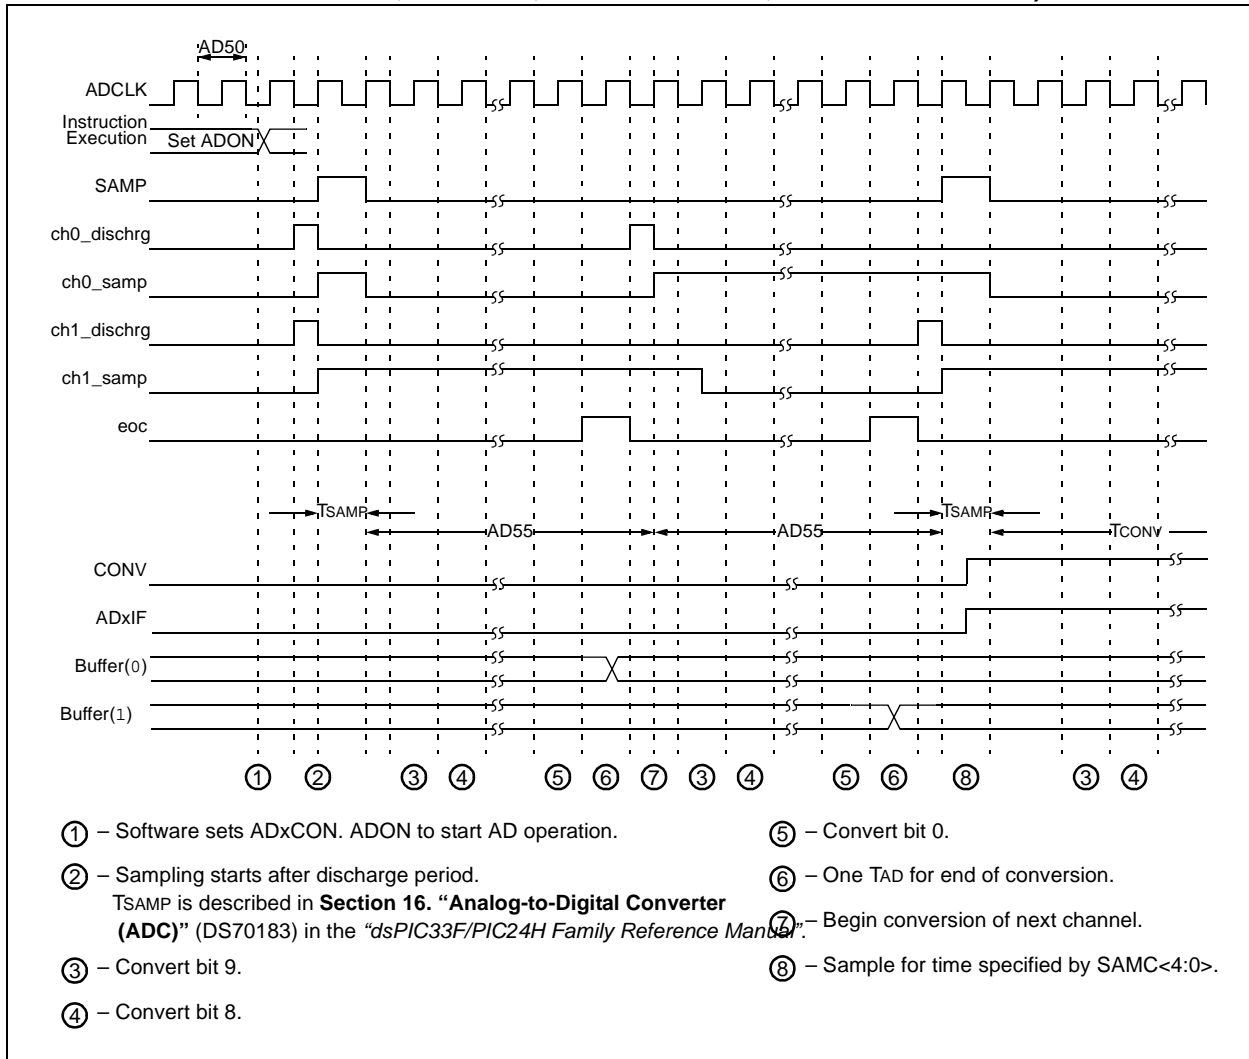 AD50
ADCLK
Instruction
Execution
Set ADON
SAMP
ch0_dischrg
ch0_samp
ch1_dischrg
ch1_samp
eoc
TSAMP
TSAMP
AD55
AD55
TCONV
CONV
ADxIF
Buffer(0)
Buffer(1)
1 2 3 4 5 6 7 3 4 5 6 8 3 4
1 – Software sets ADxCON. ADON to start AD operation.
2 – Sampling starts after discharge period.
TSAMP is described in Section 16. “Analog-to-Digital Converter
(ADC)” (DS70183) in the “dsPIC33F/PIC24H Family Reference Manual”.
3 – Convert bit 9.
4 – Convert bit 8.
5 – Convert bit 0.
6 – One TAD for end of conversion.
7 – Begin conversion of next channel.
8 – Sample for time specified by SAMC<4:0>.